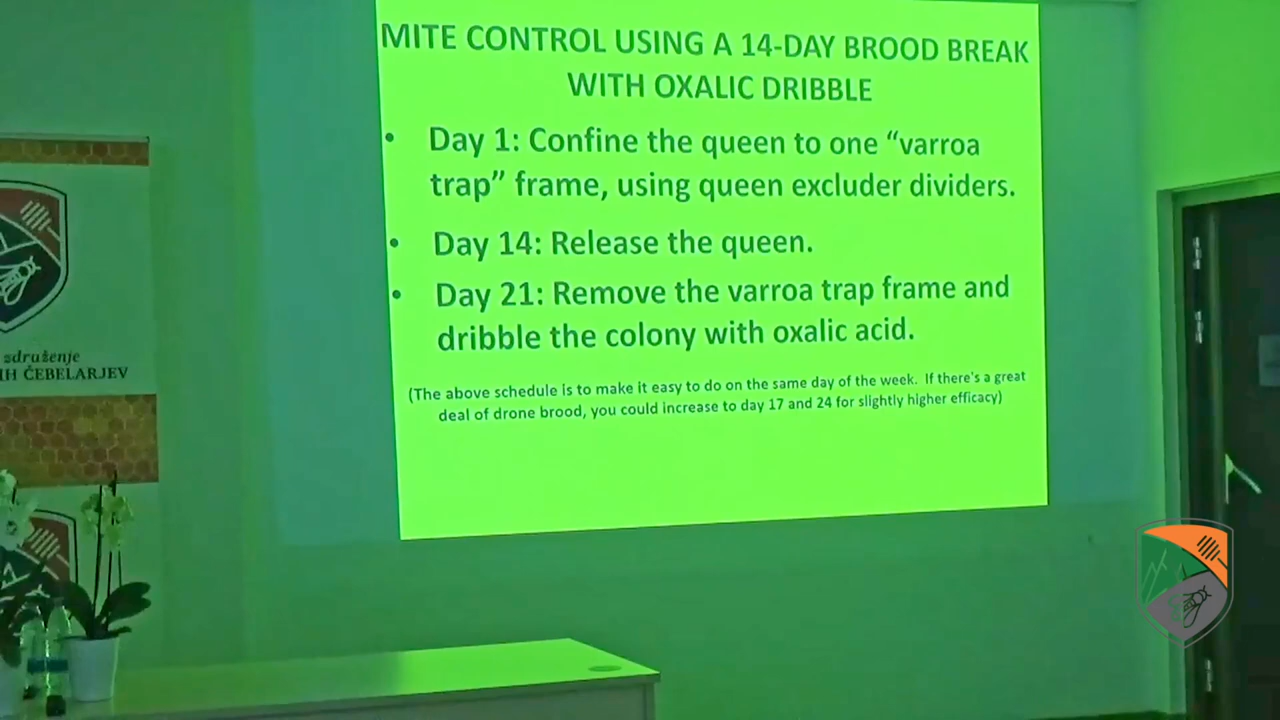 MITE CONTROL USING A 14-DAY BROOD BREAK
WITH OXALIC DRIBBLE
• Day 1: Confine the queen to one “varroa
trap” frame, using queen excluder dividers.
• Day 14: Release the queen.
• Day 21: Remove the varroa trap frame and
dribble the colony with oxalic acid.
(The above schedule is to make it easy to do on the same day of the week. If there's a great
deal of drone brood, you could increase to day 17 and 24 for slightly higher efficacy)
združenje
IH ČEBELARJEV